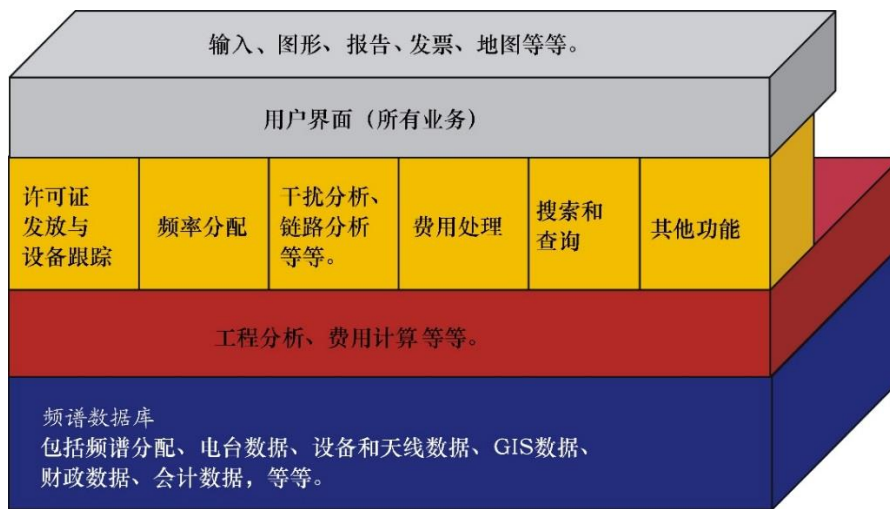 输入、图形、报告、发票、地图等等。
用户界面（所有业务）
许可证
发放与
设备跟踪
频率分配
干扰分析、
链路分析
等等。
费用处理
搜索和
查询
其他功能
工程分析、费用计算等等。
频谱数据库
包括频谱分配、电台数据、设备和天线数据、GIS数据、
财政数据、会计数据，等等。